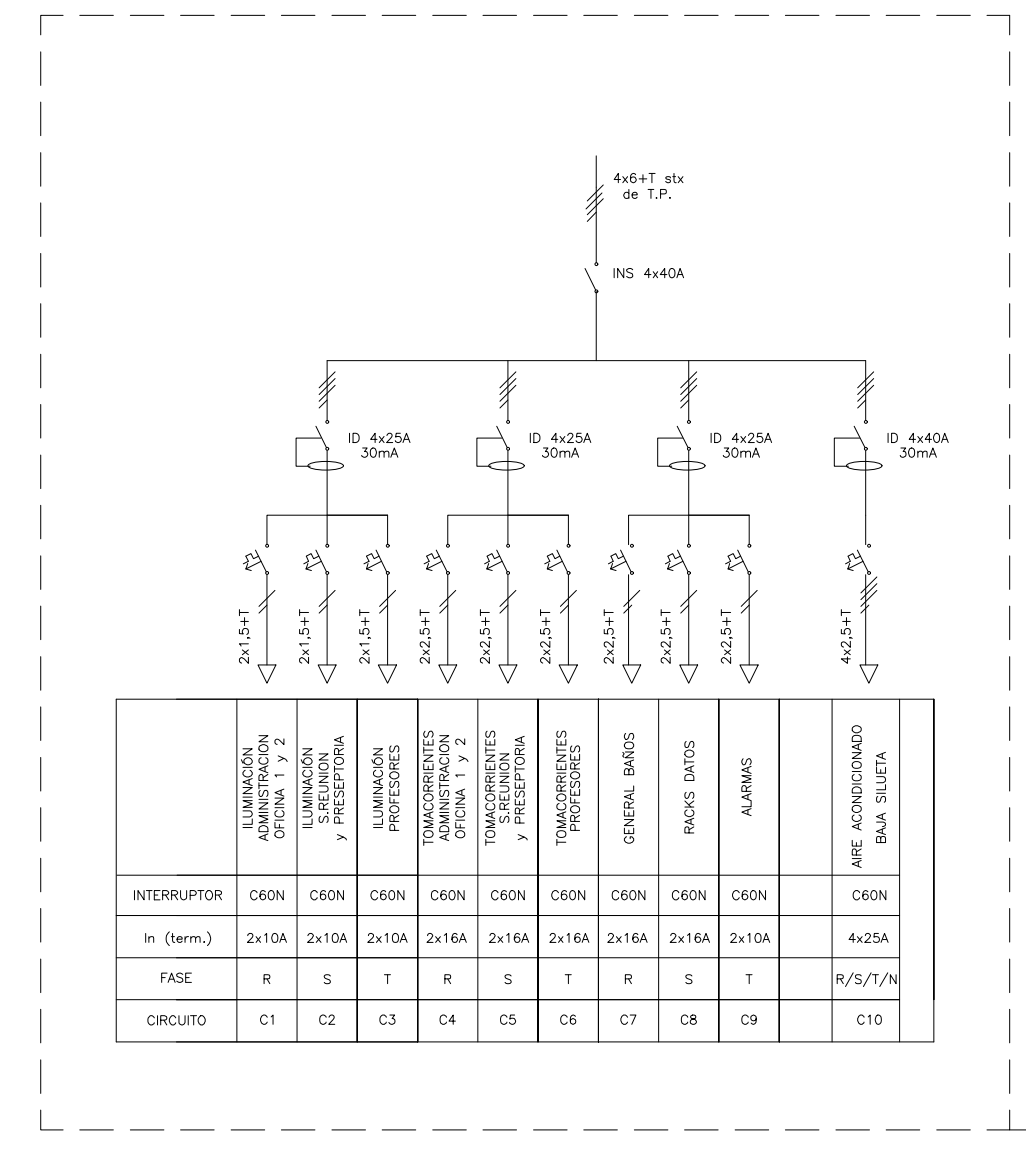 4x6+T stx
de T.P.
INS 4x40A
ID 4x25A
30mA
ID 4x25A
30mA
ID 4x25A
30mA
ID 4x40A
30mA
2x1,5+T
2x1,5+T
2x1,5+T
2x2,5+T
2x2,5+T
2x2,5+T
2x2,5+T
2x2,5+T
2x2,5+T
4x2,5+T
ILUMINACIÓN
ADMINISTRACION
OFICINA 1 y 2
ILUMINACIÓN
S.REUNION
y PRESEPTORIA
ILUMINACIÓN
PROFESORES
TOMACORRIENTES
ADMINISTRACION
OFICINA 1 y 2
TOMACORRIENTES
S.REUNION
y PRESEPTORIA
TOMACORRIENTES
PROFESORES
GENERAL BAÑOS
RACKS DATOS
ALARMAS
AIRE ACONDICIONADO
BAJA SILUETA
INTERRUPTOR C60N C60N C60N C60N C60N C60N C60N C60N C60N C60N
In (term.) 2x10A 2x10A 2x10A 2x16A 2x16A 2x16A 2x16A 2x16A 2x10A 4x25A
FASE R S T R S T R S T R/S/T/N
CIRCUITO C1 C2 C3 C4 C5 C6 C7 C8 C9 C10